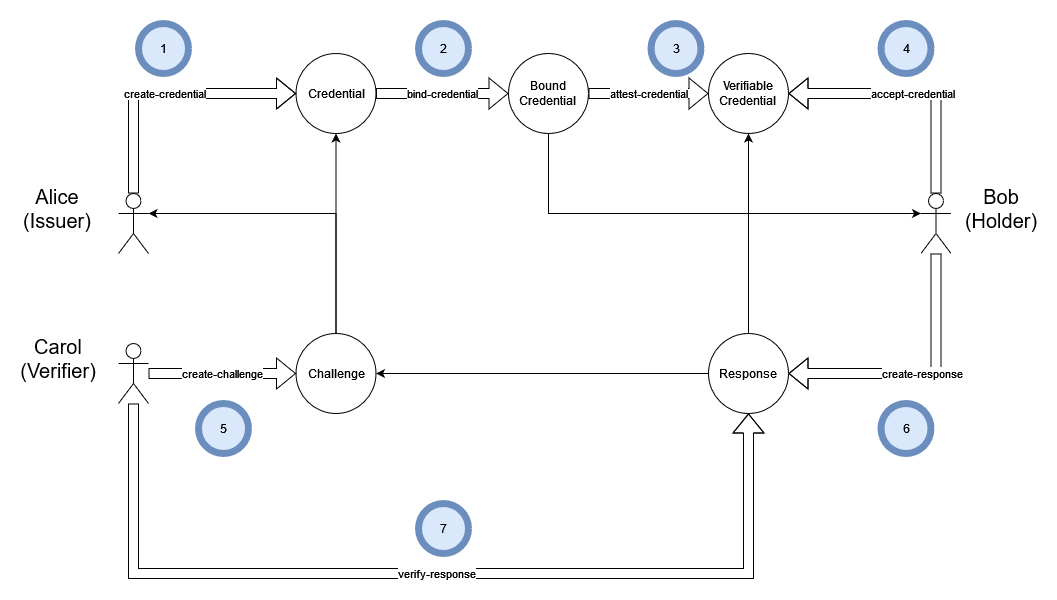 1
2
3
4
create-credential
Credential
bind-credential
Bound
Credential
attest-credential
Verifiable
Credential
accept-credential
Alice
(Issuer)
Bob
(Holder)
Carol
(Verifier)
create-challenge
Challenge
Response
create-response
5
6
7
verify-response